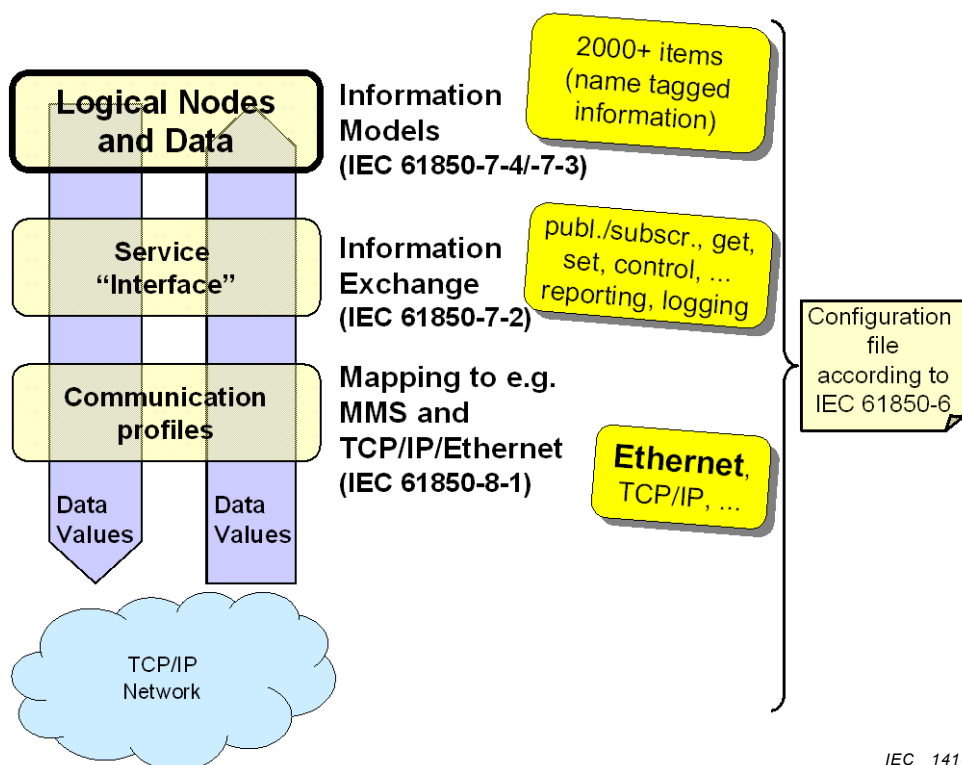 Logical Nodes
and Data
Information
Models
(IEC 61850-7-4/-7-3)
2000+ items
(name tagged
information)
Service
“Interface”
Information
Exchange
(IEC 61850-7-2)
publ./subscr., get,
set, control, ...
reporting, logging
Configuration
file
according to
IEC 61850-6
Communication
profiles
Mapping to e.g.
MMS and
TCP/IP/Ethernet
(IEC 61850-8-1)
Ethernet,
TCP/IP, ...
Data
Values
Data
Values
TCP/IP
Network
IEC 141